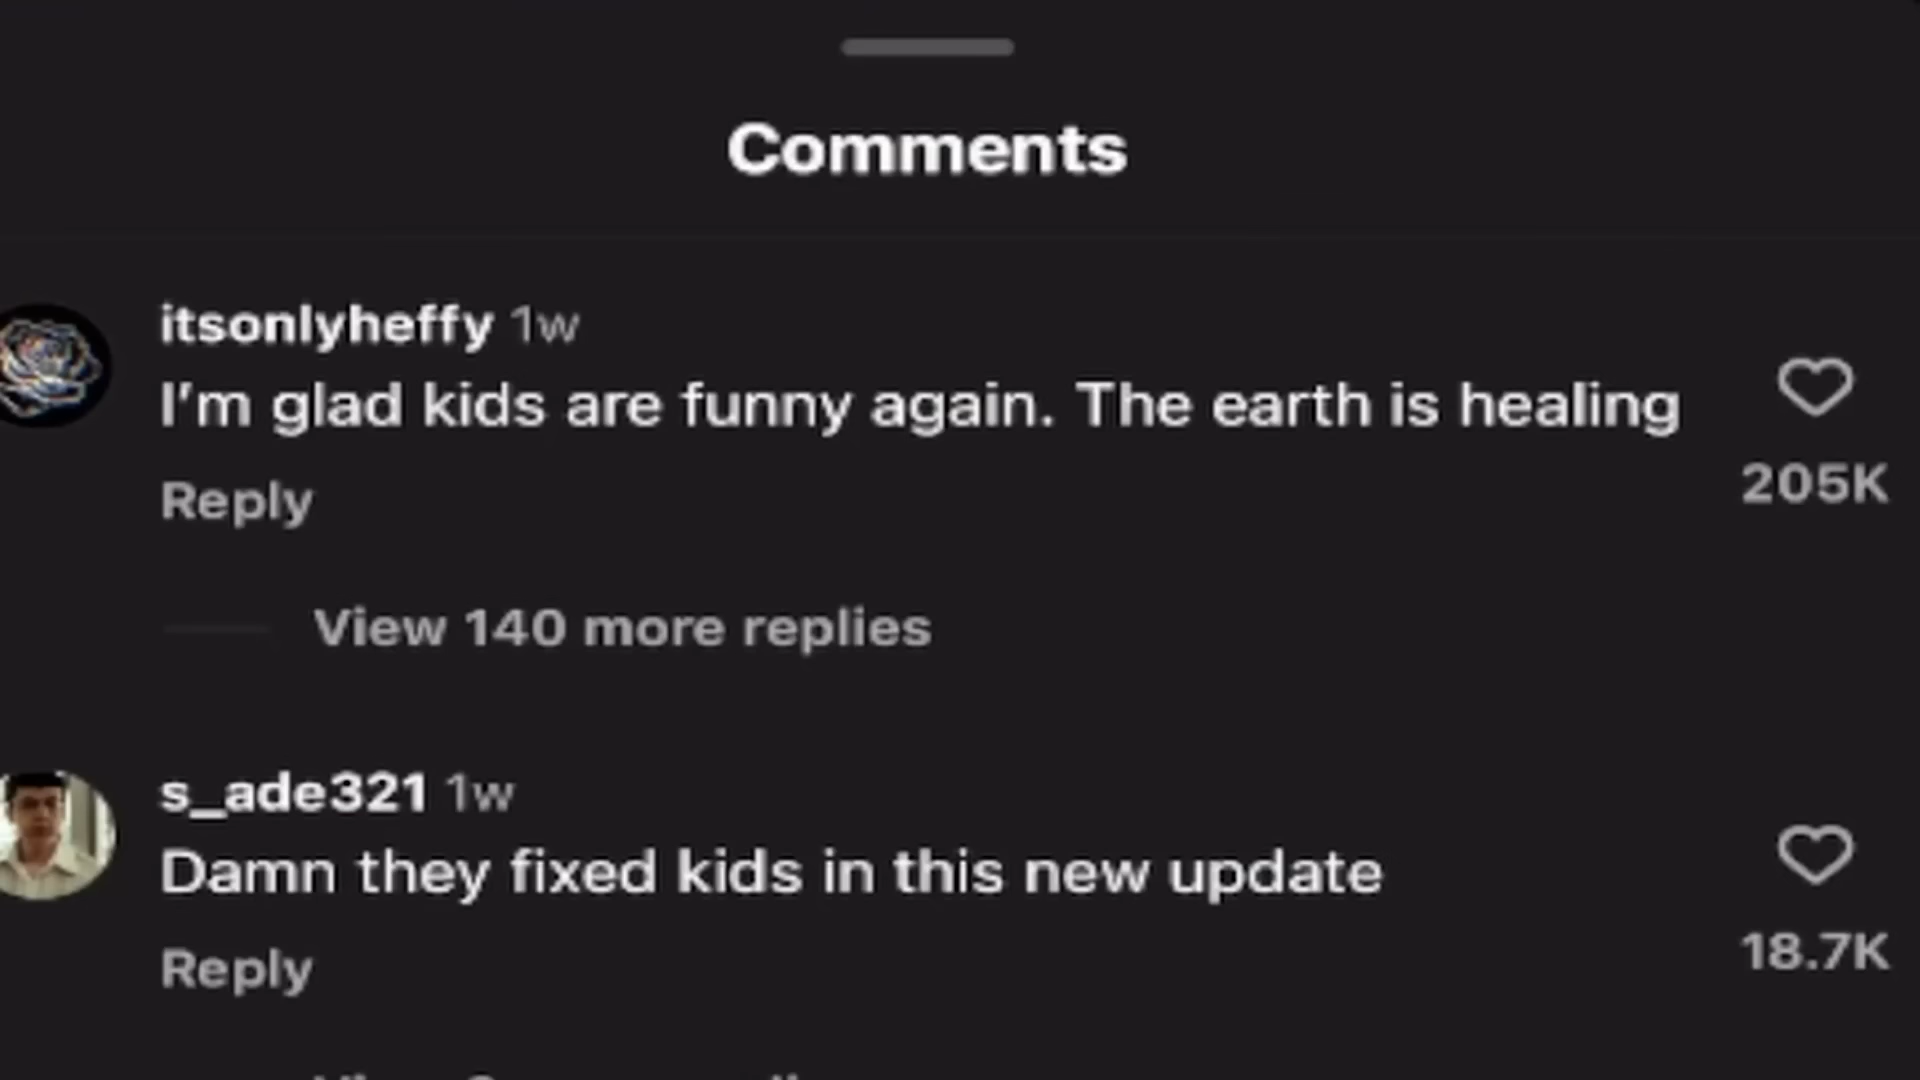 Comments
itsonlyheffy 1w
I'm glad kids are funny again. The earth is healing
205K
Reply
View 140 more replies
s_ade321 1w
Damn they fixed kids in this new update
18.7K
Reply